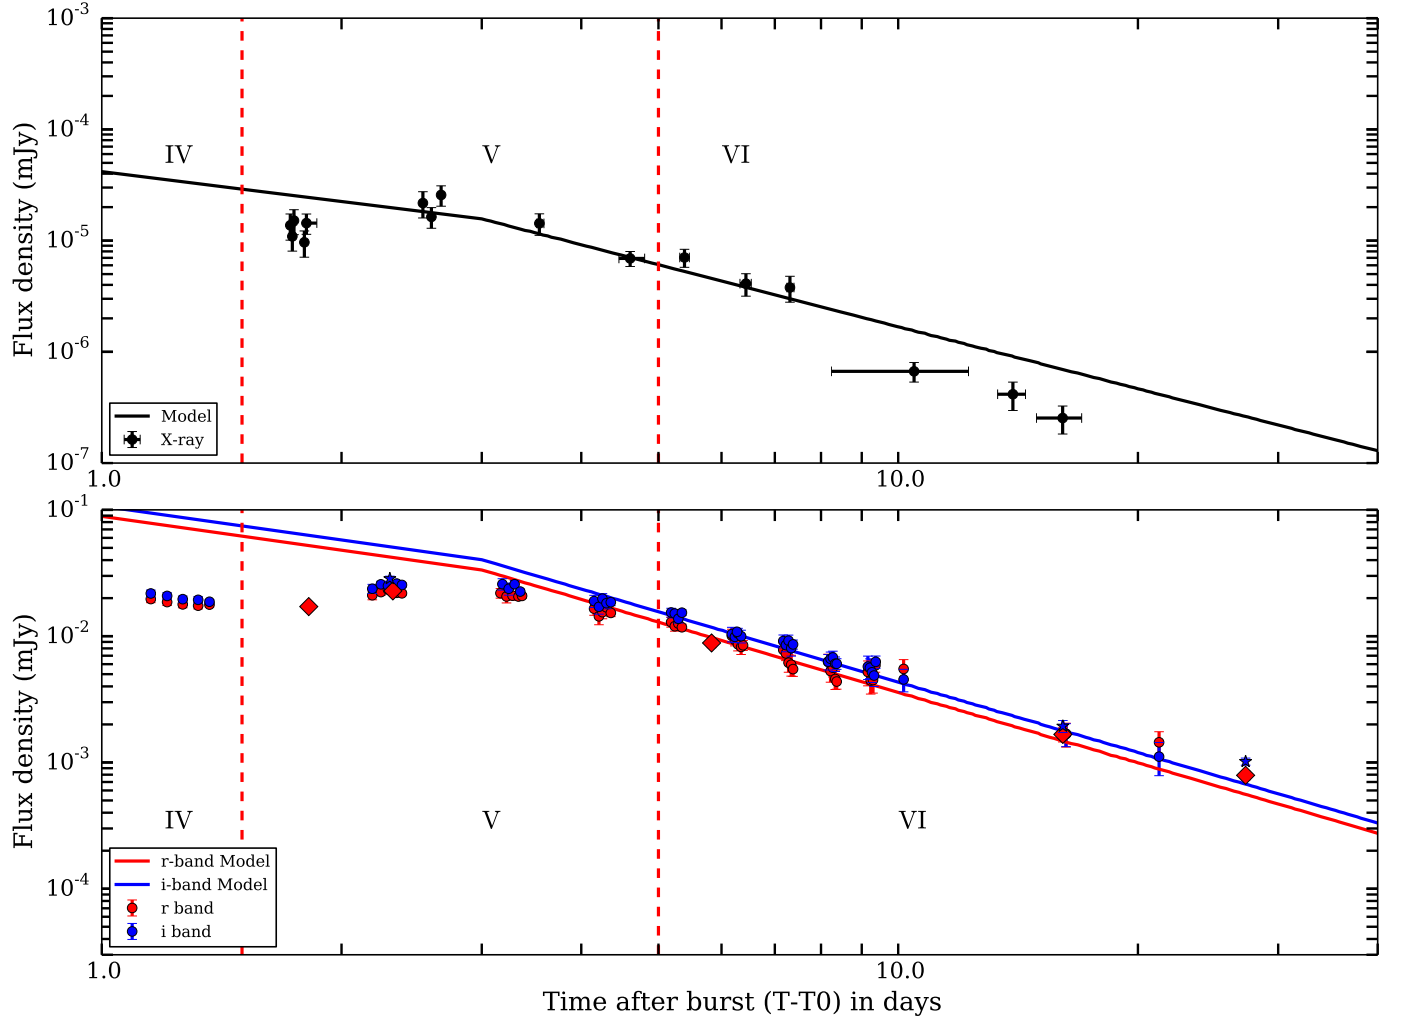 10-3
10-4
10-5
10-6
10-7
Flux density (mJy)
IV V VI
Model
X-ray
1.0 10.0
10-1
10-2
10-3
10-4
Flux density (mJy)
IV V VI
r-band Model
i-band Model
r band
i band
1.0 10.0
Time after burst (T-T0) in days